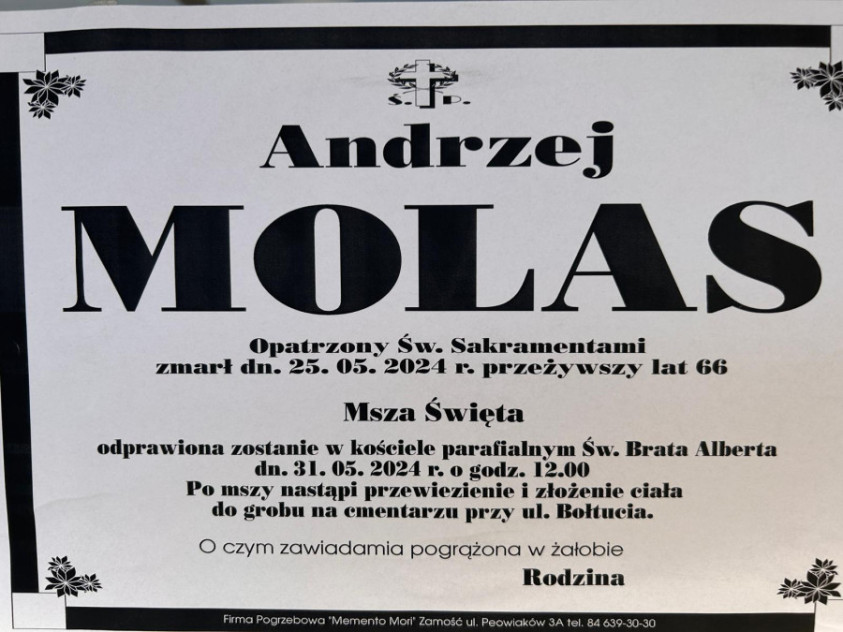 Ś. P.
Andrzej
MOLAS
Opatrzony Św. Sakramentami
zmarł dn. 25. 05. 2024 r. przeżywszy lat 66
Msza Święta
odprawiona zostanie w kościele parafialnym Św. Brata Alberta
dn. 31. 05. 2024 r. o godz. 12.00
Po mszy nastąpi przewiezienie i złożenie ciała
do grobu na cmentarzu przy ul. Bołtucia.
O czym zawiadamia pogrążona w żałobie
Rodzina
Firma Pogrzebowa "Memento Mori" Zamość ul. Peowiaków 3A tel. 84 639-30-30